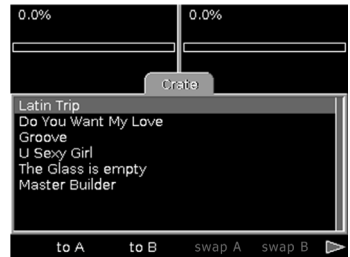 0.0%
0.0%
Crate
Latin Trip
Do You Want My Love
Groove
U Sexy Girl
The Glass is empty
Master Builder
to A to B swap A swap B